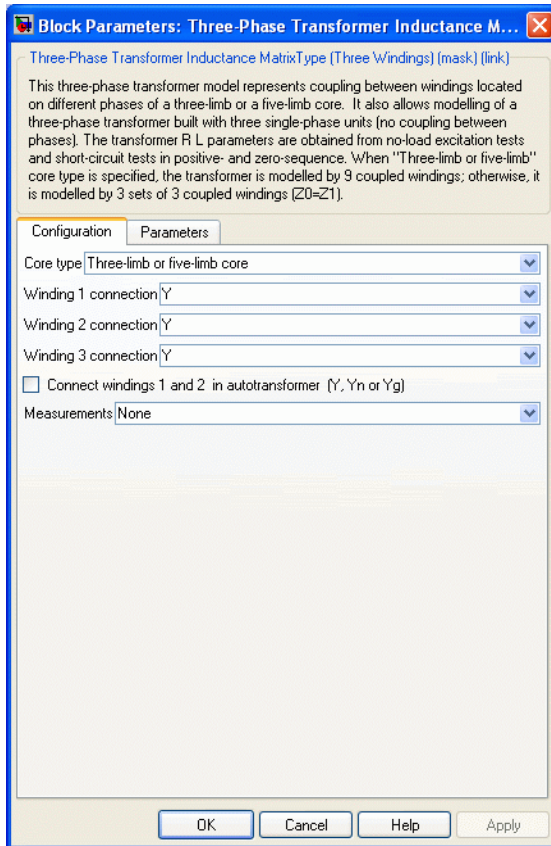 Block Parameters: Three-Phase Transformer Inductance M...
Three-Phase Transformer Inductance MatrixType (Three Windings) (mask) (link)
This three-phase transformer model represents coupling between windings located
on different phases of a three-limb or a five-limb core. It also allows modelling of a
three-phase transformer built with three single-phase units (no coupling between
phases). The transformer R L parameters are obtained from no-load excitation tests
and short-circuit tests in positive- and zero-sequence. When "Three-limb or five-limb"
core type is specified, the transformer is modelled by 9 coupled windings; otherwise, it
is modelled by 3 sets of 3 coupled windings (Z0=Z1).
Configuration Parameters
Core type Three-limb or five-limb core
Winding 1 connection Y
Winding 2 connection Y
Winding 3 connection Y
Connect windings 1 and 2 in autotransformer (Y, Yn or Yg)
Measurements None
OK Cancel Help Apply